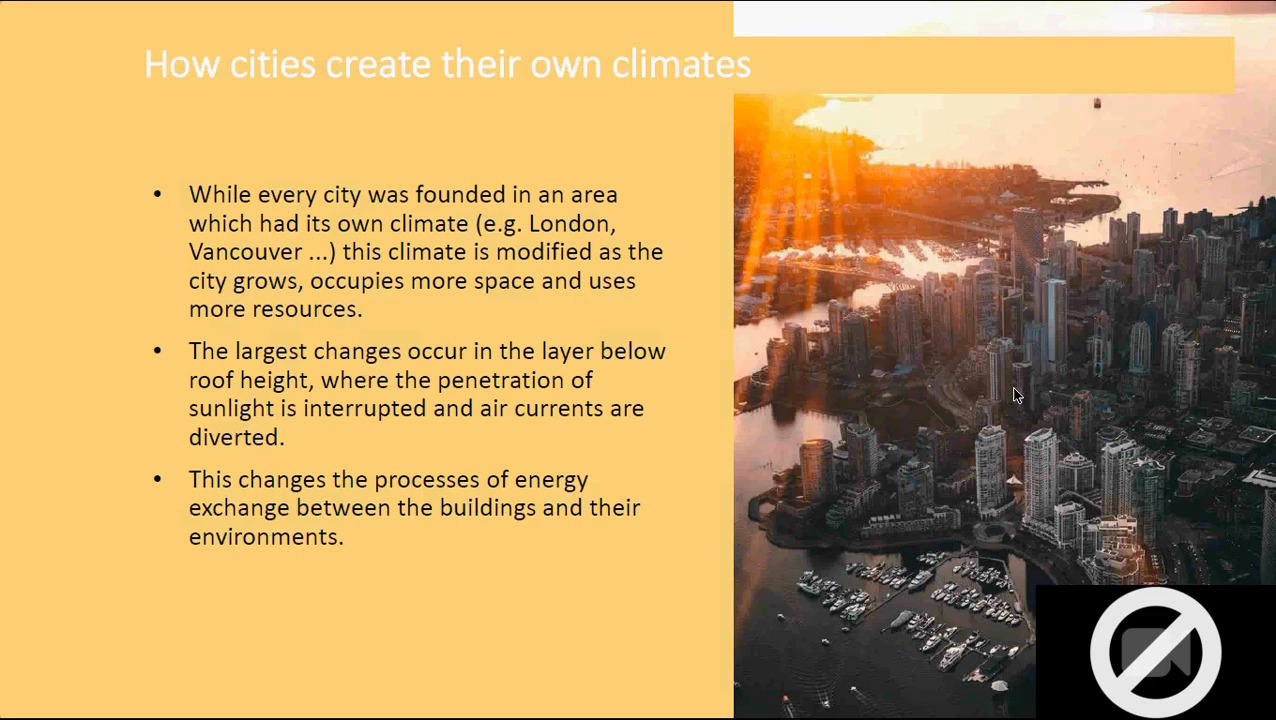 How cities create their own climates
• While every city was founded in an area
which had its own climate (e.g. London,
Vancouver ...) this climate is modified as the
city grows, occupies more space and uses
more resources.
• The largest changes occur in the layer below
roof height, where the penetration of
sunlight is interrupted and air currents are
diverted.
• This changes the processes of energy
exchange between the buildings and their
environments.